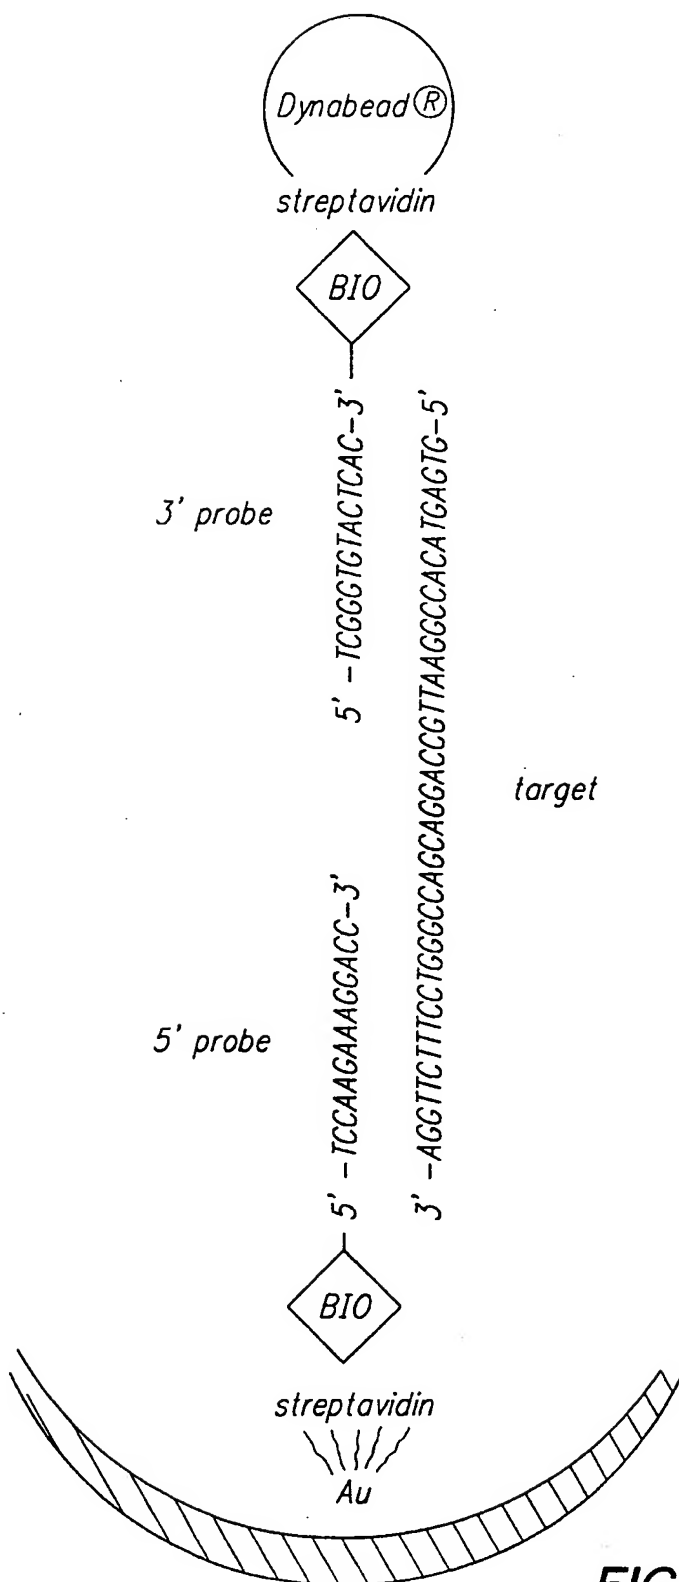 Dynabead®
streptavidin
BIO
3' probe
5' -TCGGGTGTACTCAC-3'
3' -AGGTTCTTTCCTGGGCCAGCAGGACCGTTAAGGCCACATGAGTG-5'
target
5' probe
5' -TCCAAGAAAGGACC-3'
BIO
streptavidin
Au
FIG